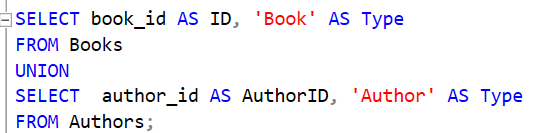 SELECT book_id AS ID, 'Book' AS Type
FROM Books
UNION
SELECT  author_id AS AuthorID, 'Author' AS Type
FROM Authors;